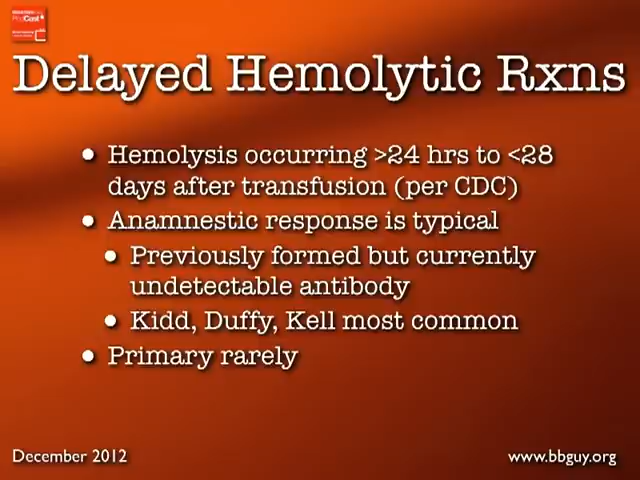 Delayed Hemolytic Rxns
• Hemolysis occurring >24 hrs to <28
days after transfusion (per CDC)
• Anamnestic response is typical
• Previously formed but currently
undetectable antibody
• Kidd, Duffy, Kell most common
• Primary rarely
December 2012
www.bbguy.org